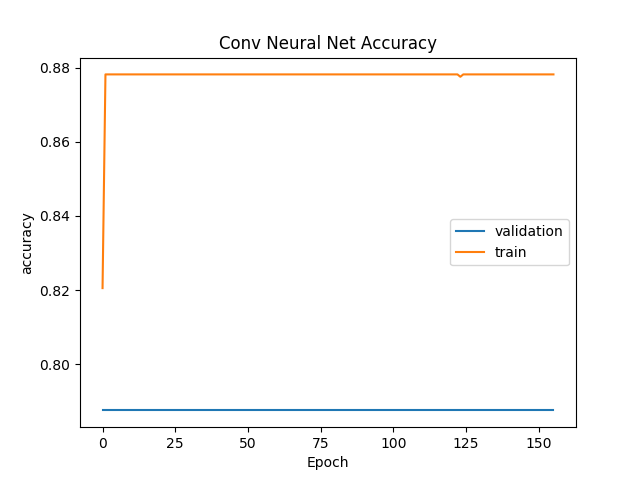 Conv Neural Net Accuracy
0.88
0.86
0.84
0.82
0.80
accuracy
validation
train
0 25 50 75 100 125 150
Epoch